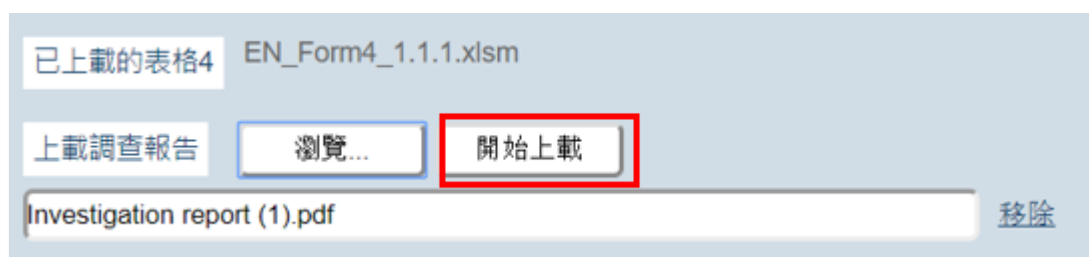 已上載的表格4 EN_Form4_1.1.1.xlsm
上載調查報告 瀏覽... 開始上載
Investigation report (1).pdf 移除